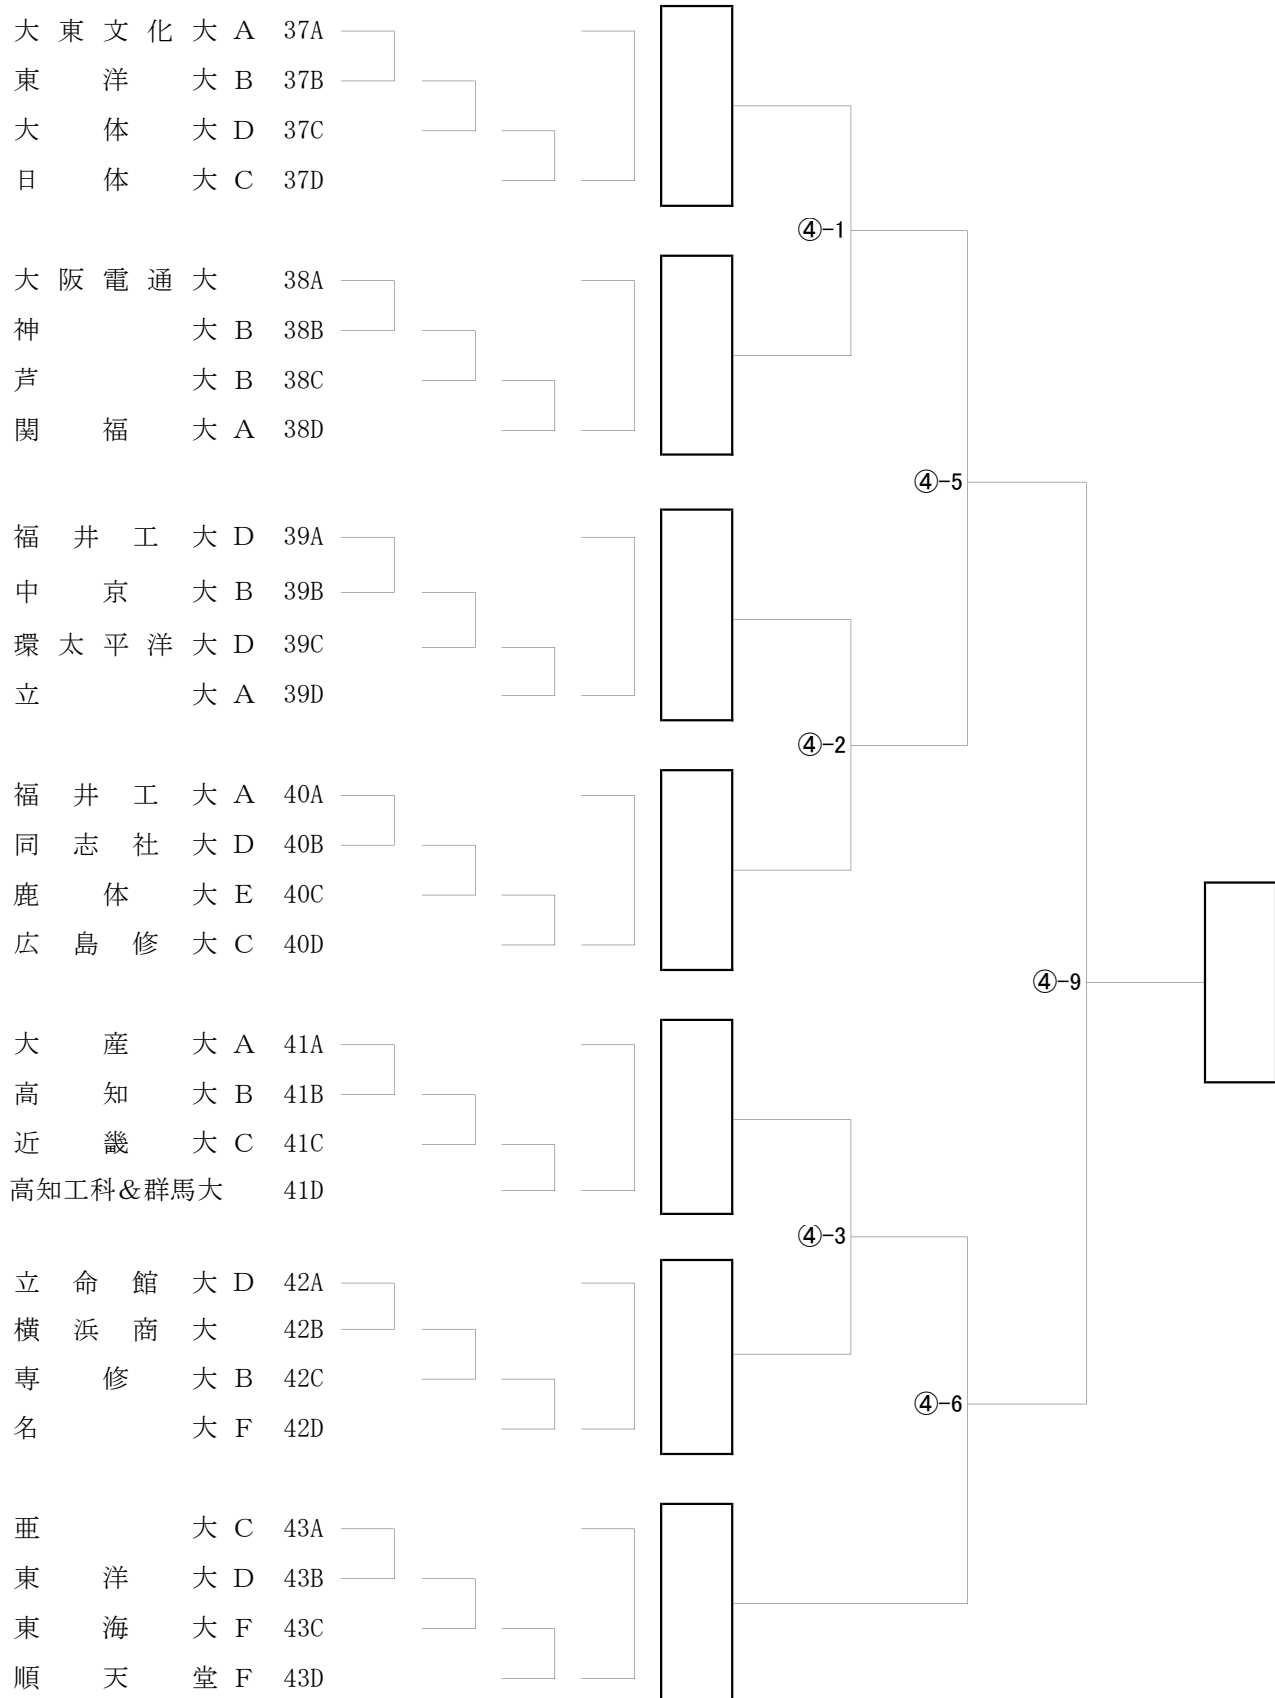 大東文化大A 37A
東洋大B 37B
大体大D 37C
日体大C 37D
④-1
大阪電通大 38A
神大B 38B
芦大B 38C
関福大A 38D
④-5
福井工大D 39A
中京大B 39B
環太平洋大D 39C
立大A 39D
④-2
福井工大A 40A
同志社大D 40B
鹿体大E 40C
広島修大C 40D
④-9
大産大A 41A
高知大B 41B
近畿大C 41C
高知工科&群馬大 41D
④-3
立命館大D 42A
横浜商大 42B
専修大B 42C
④-6
名大F 42D
亜大C 43A
東洋大D 43B
東海大F 43C
順天堂F 43D